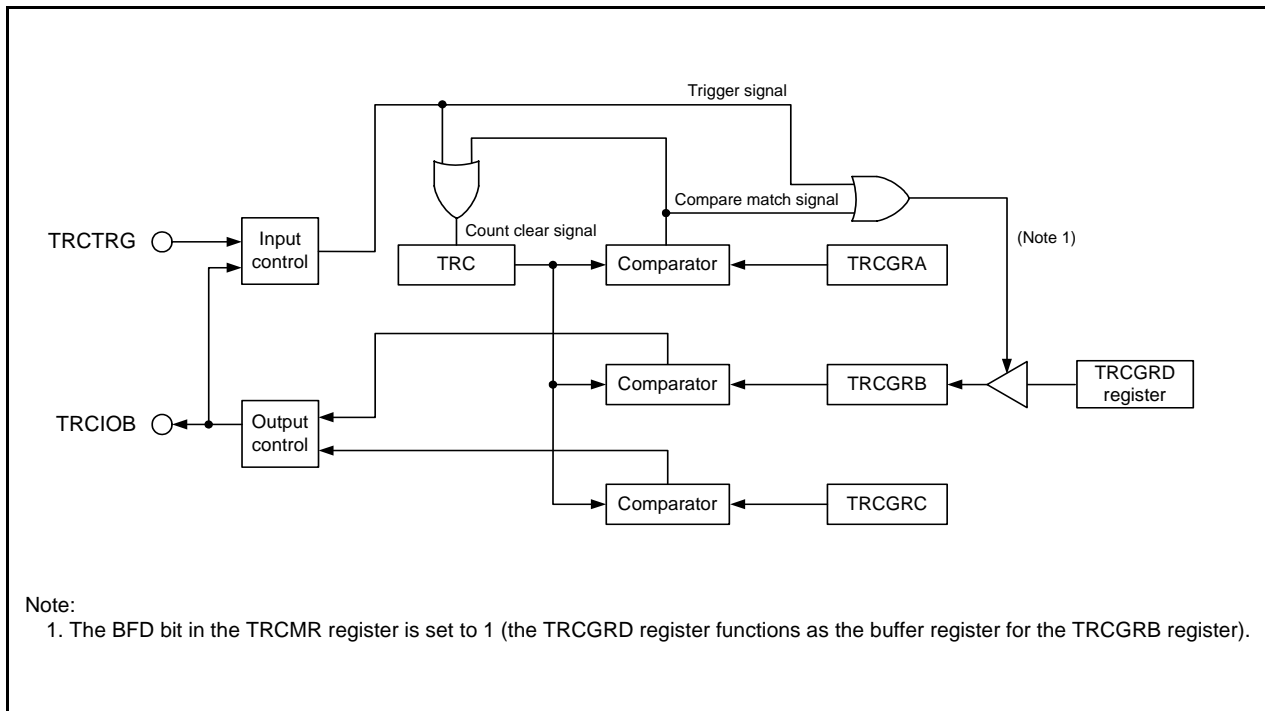 Trigger signal
Compare match signal
TRCTRG
Input
control
Count clear signal
(Note 1)
TRC
Comparator
TRCGRA
Comparator
TRCGRB
TRCGRD
register
TRCIOB
Output
control
Comparator
TRCGRC
Note:
1. The BFD bit in the TRCMR register is set to 1 (the TRCGRD register functions as the buffer register for the TRCGRB register).